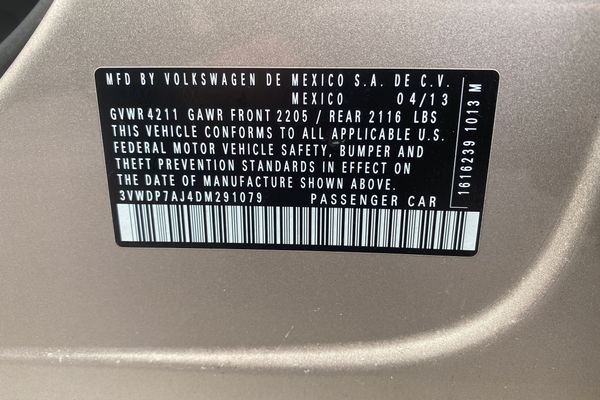 MFD BY VOLKSWAGEN DE MEXICO S.A. DE C.V.
MEXICO 04/13
GVWR 4211 GAWR FRONT 2205 / REAR 2116 LBS
THIS VEHICLE CONFORMS TO ALL APPLICABLE U.S.
FEDERAL MOTOR VEHICLE SAFETY, BUMPER AND
THEFT PREVENTION STANDARDS IN EFFECT ON
THE DATE OF MANUFACTURE SHOWN ABOVE.
3VWDP7AJ4DM291079 PASSENGER CAR
1616239 1013 M